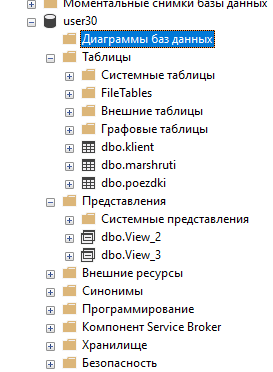 Моментальные снимки базы данных
user30
Диаграммы баз данных
Таблицы
Системные таблицы
FileTables
Внешние таблицы
Графовые таблицы
dbo.klient
dbo.marshruti
dbo.poezdki
Представления
Системные представления
dbo.View_2
dbo.View_3
Внешние ресурсы
Синонимы
Программирование
Компонент Service Broker
Хранилище
Безопасность